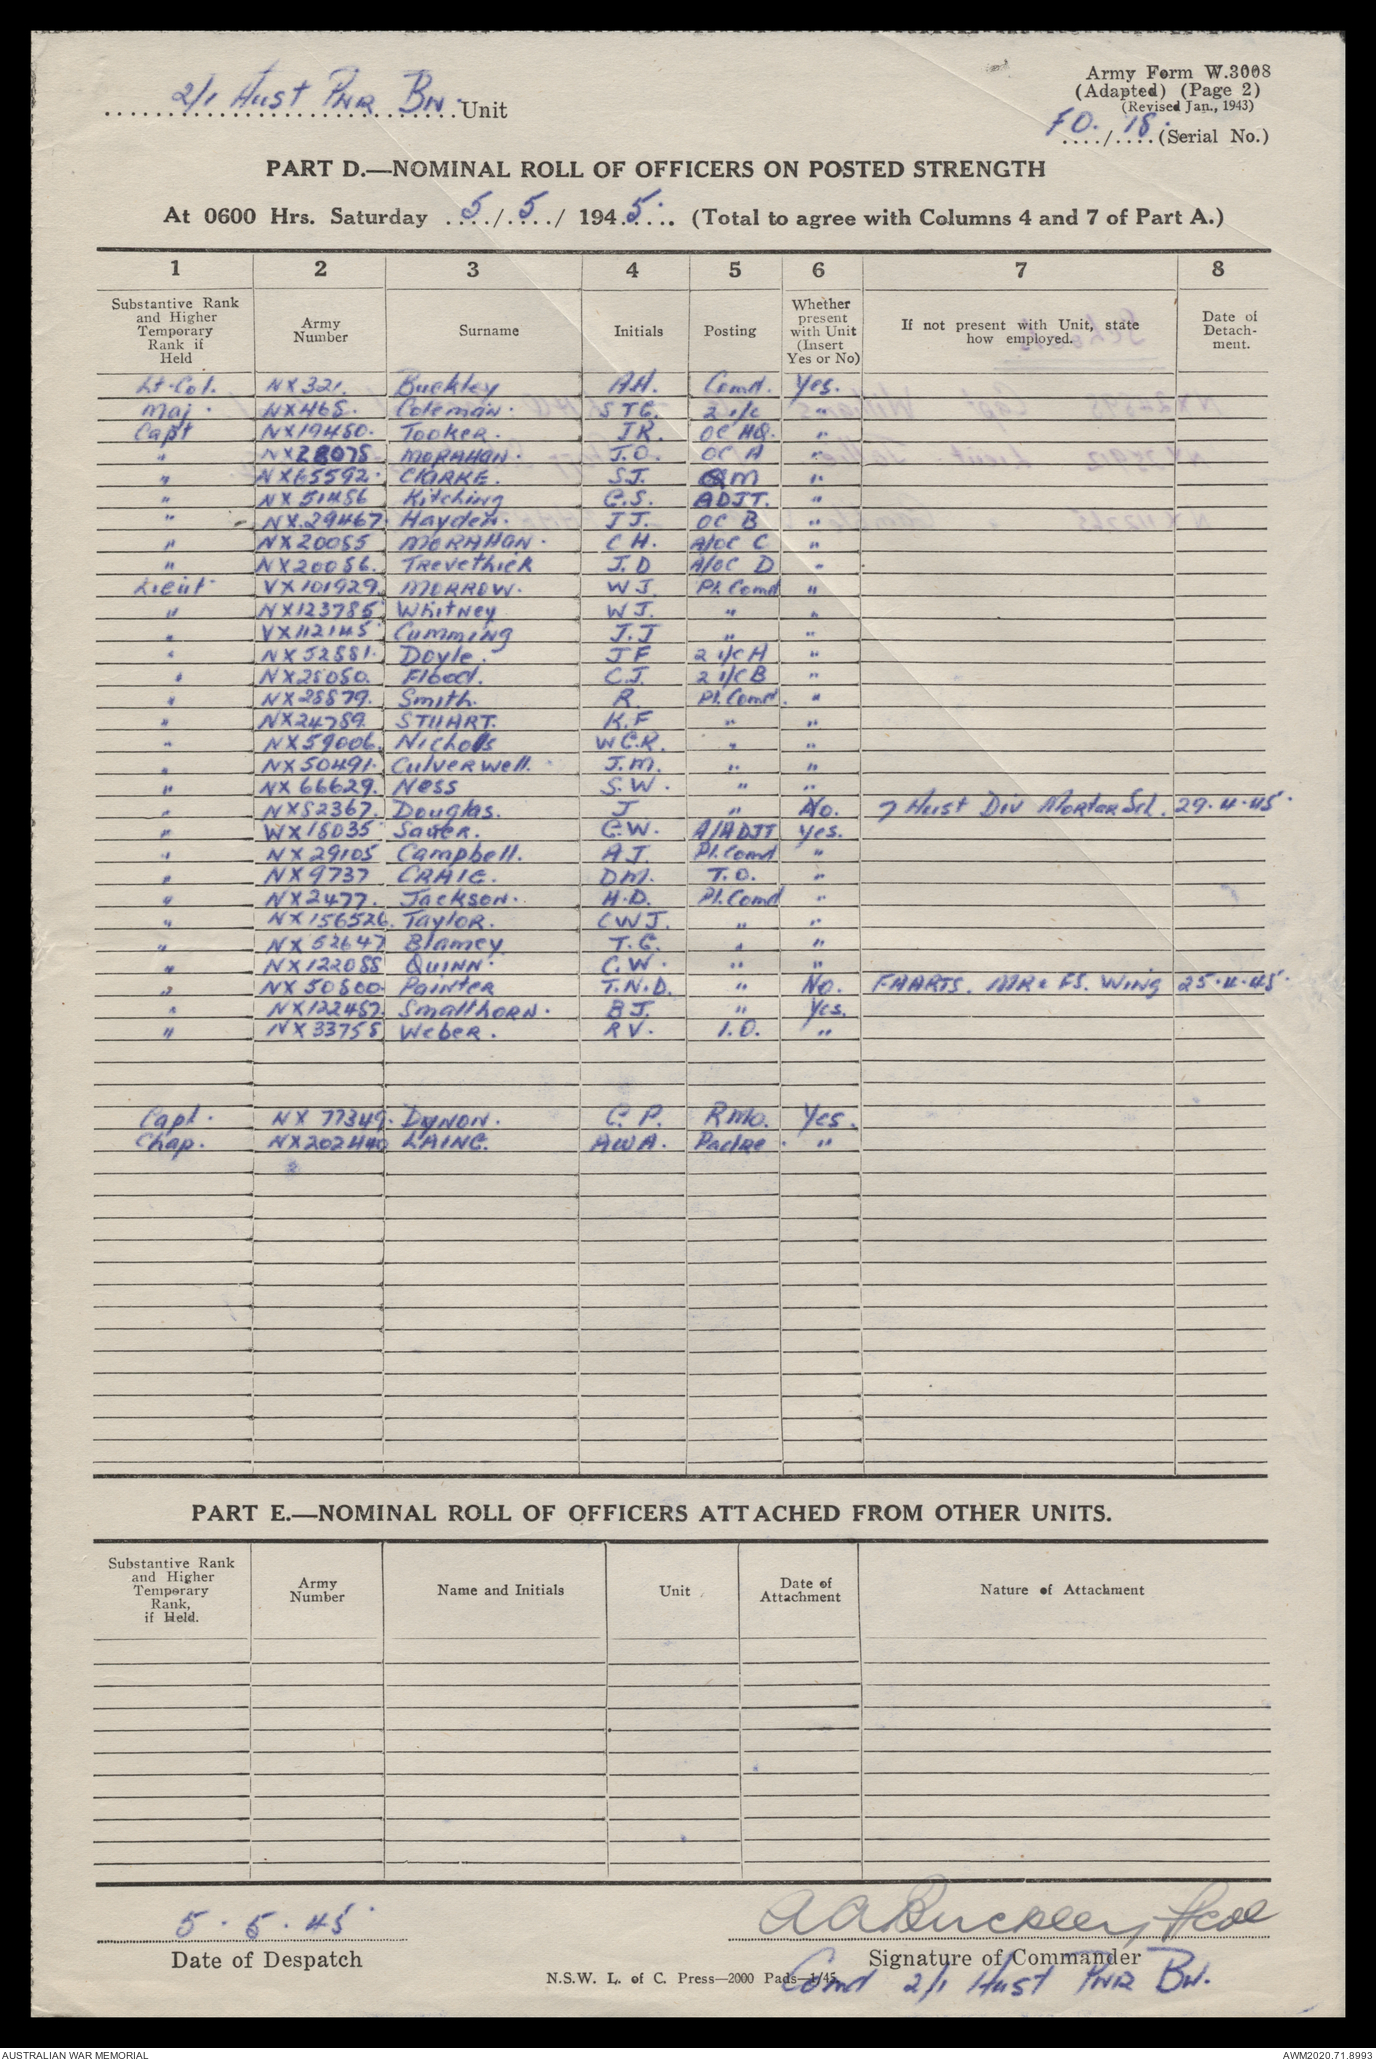 2/1 Aust Pnr Bn. Unit
Army Form W.3008
(Adapted) (Page 2)
(Revised Jan., 1943)
FO. / 18. (Serial No.)
PART D.—NOMINAL ROLL OF OFFICERS ON POSTED STRENGTH
At 0600 Hrs. Saturday 5/5/ 1945. (Total to agree with Columns 4 and 7 of Part A.)
1 2 3 4 5 6 7 8
Substantive Rank and Higher Temporary Rank if Held Army Number Surname Initials Posting Whether present with Unit (Insert Yes or No) If not present with Unit, state how employed. Date of Detach-ment.
Lt-Col. NX321. Buckley A.H. Comd. Yes.
Maj. NX465. Coleman. S T G. 2 i/c "
Capt NX19450. Tooker. J R. OC HQ. "
" NX28075 MORAHAN. J.O. OC A "
" NX65592. CLARKE. S J. QM "
" NX51456 Kitching G.S. ADJT. "
" NX29467 Hayden. J J. OC B "
" NX20055 MORAHAN. C H. A/OC C "
" NX20056. Trevethick J. D A/OC D "
Lieut VX101929. MORROW. W J. Pl. Comd "
" NX123785 Whitney W J. " "
" VX112145 Cumming J. J " "
" NX52881. Doyle. J F 2 i/c A "
" NX25050. Flood. C J. 2 i/c B "
" NX28879. Smith. R. Pl. Comd. "
" NX24789. STUART. K. F " "
" NX59006. Nicholls W G. R. " "
" NX50491. Culverwell. J. M. " "
" NX66629. Ness S. W. " "
" NX52367. Douglas. J " No. 7 Aust Div Mortar Sch. 29.4.45.
" WX15035 Sauer. G. W. A/ADJT Yes.
" NX29105 Campbell. A J. Pl. Comd "
" NX9737 CRAIG. D M. T. O. "
" NX2477. Jackson. H. D. Pl. Comd "
" NX156526. Taylor. C W J. " "
" NX52647 Blamey T. G. " "
" NX122088 QUINN. C. W. " "
" NX50800. Painter T. N. D. " No. FAARTS. MR & FS. Wing 25.4.45.
" NX122457. Smallhorn. B J. " Yes.
" NX33755 Weber. R V. I. O. "
Capt. NX77349. DYNON. C. P. RMO. Yes.
Chap. NX202440 LAING. A W A. Padre. "
PART E.—NOMINAL ROLL OF OFFICERS ATTACHED FROM OTHER UNITS.
Substantive Rank and Higher Temporary Rank, if Held. Army Number Name and Initials Unit Date of Attachment Nature of Attachment
5.5.45. AABuckley, Lt Col
Date of Despatch Signature of Commander
N.S.W. L. of C. Press—2000 Pads—1/45. Comd 2/1 Aust Pnr Bn.
AUSTRALIAN WAR MEMORIAL AWM2020.71.8993